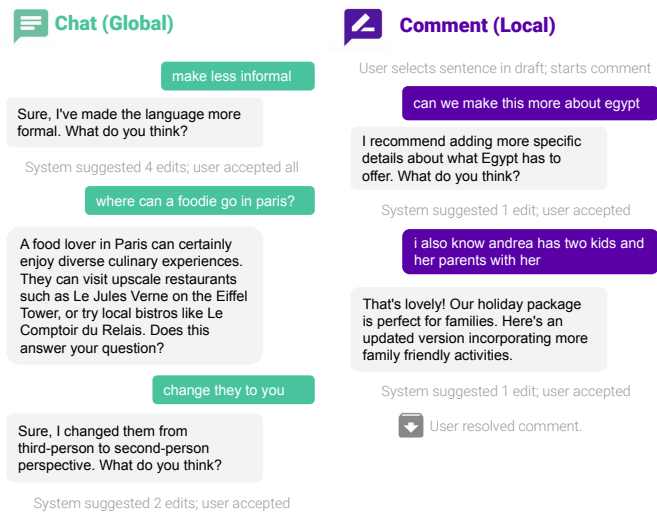 Chat (Global)
make less informal
Sure, I've made the language more
formal. What do you think?
System suggested 4 edits; user accepted all
where can a foodie go in paris?
A food lover in Paris can certainly
enjoy diverse culinary experiences.
They can visit upscale restaurants
such as Le Jules Verne on the Eiffel
Tower, or try local bistros like Le
Comptoir du Relais. Does this
answer your question?
change they to you
Sure, I changed them from
third-person to second-person
perspective. What do you think?
System suggested 2 edits; user accepted
Comment (Local)
User selects sentence in draft; starts comment
can we make this more about egypt
I recommend adding more specific
details about what Egypt has to
offer. What do you think?
System suggested 1 edit; user accepted
i also know andrea has two kids and
her parents with her
That's lovely! Our holiday package
is perfect for families. Here's an
updated version incorporating more
family friendly activities.
System suggested 1 edit; user accepted
User resolved comment.